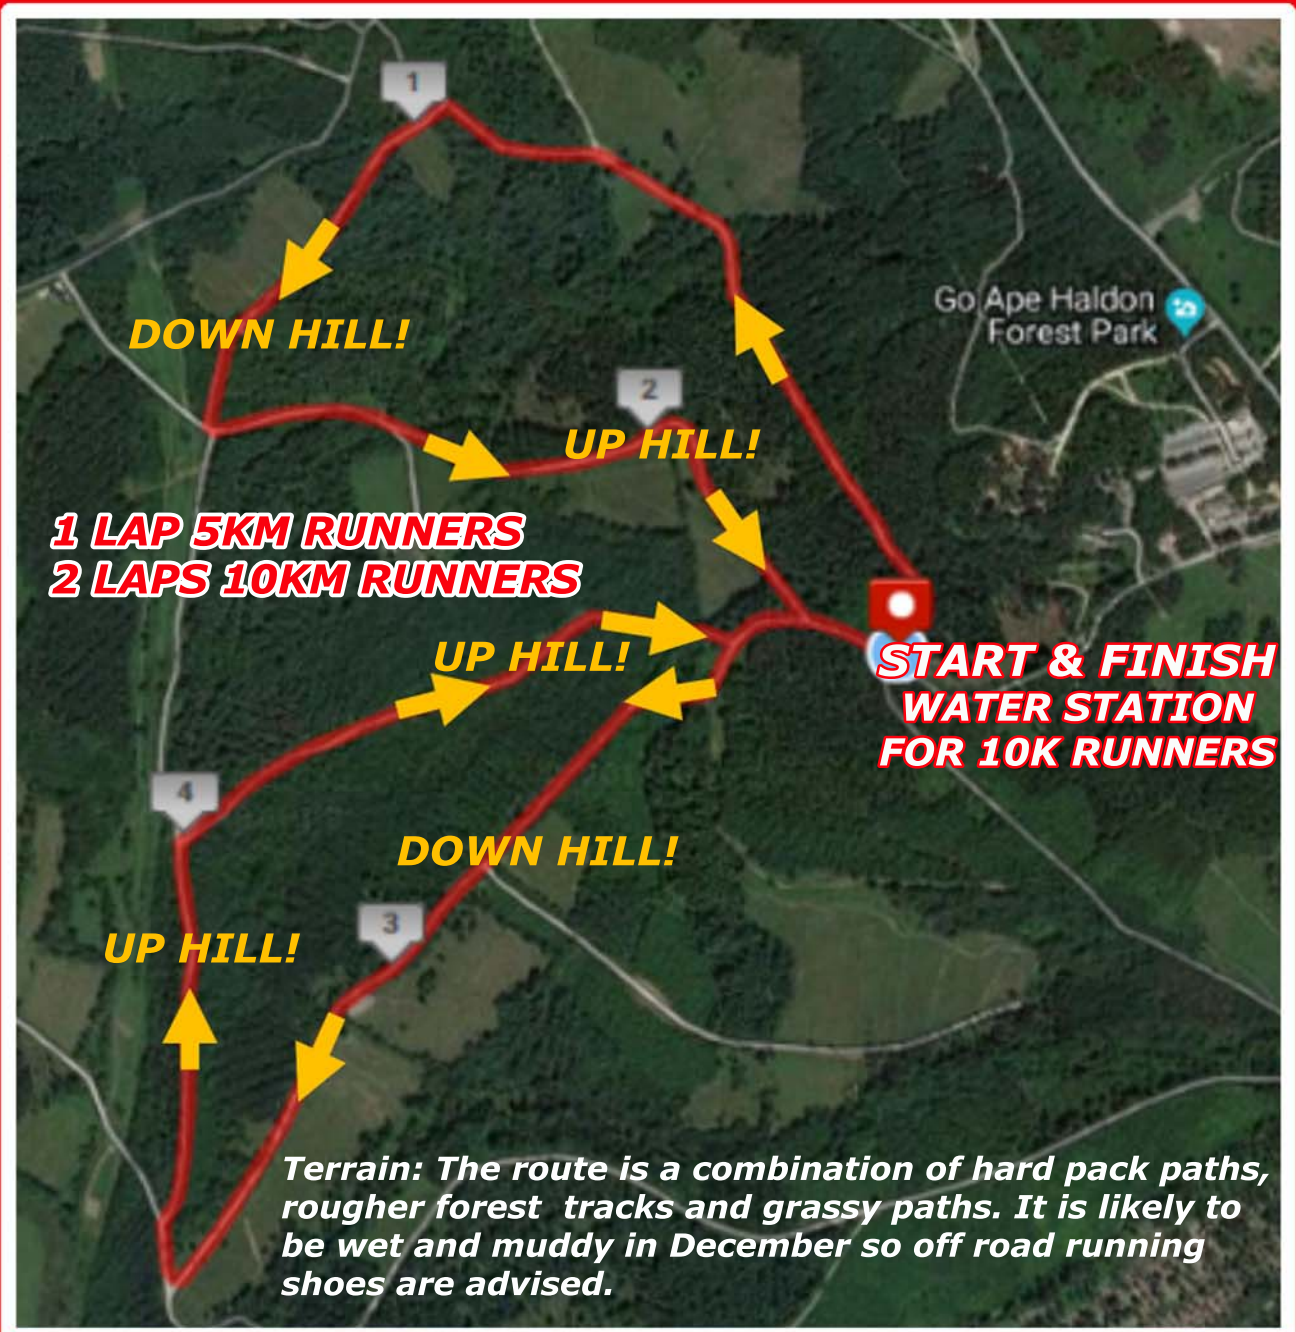 1
DOWN HILL!
Go Ape Haldon
Forest Park
2
UP HILL!
1 LAP 5KM RUNNERS
2 LAPS 10KM RUNNERS
UP HILL!
START & FINISH
WATER STATION
FOR 10K RUNNERS
4
DOWN HILL!
3
UP HILL!
Terrain: The route is a combination of hard pack paths,
rougher forest tracks and grassy paths. It is likely to
be wet and muddy in December so off road running
shoes are advised.